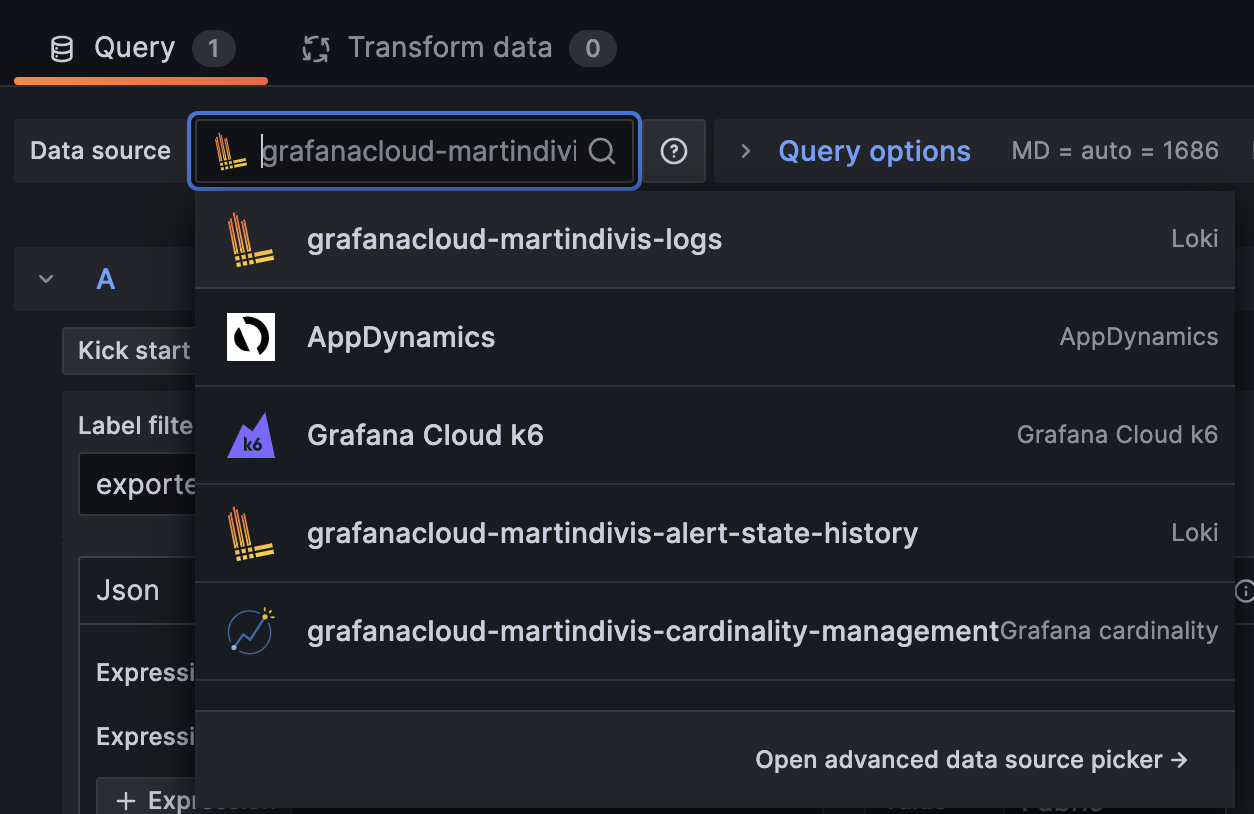 Query 1 Transform data 0
Data source grafanacloud-martindivi Query options MD = auto = 1686
grafanacloud-martindivis-logs Loki
A
AppDynamics AppDynamics
Kick start
Label filte
Grafana Cloud k6 Grafana Cloud k6
k6
exporte
grafanacloud-martindivis-alert-state-history Loki
Json
grafanacloud-martindivis-cardinality-management Grafana cardinality
Expressi
Expressi
Open advanced data source picker →
+ Expression